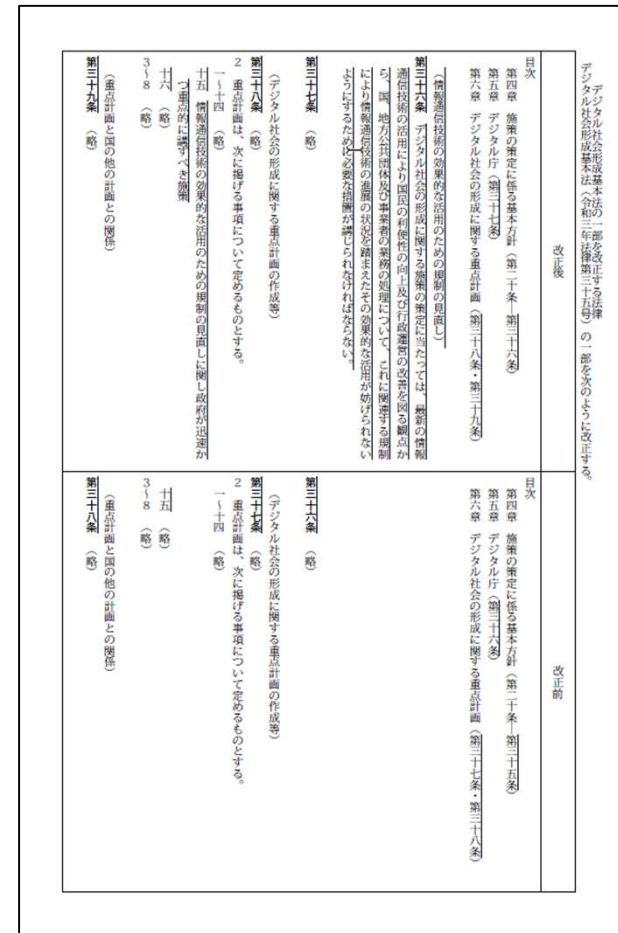 デジタル社会形成基本法の一部を改正する法律
デジタル社会形成基本法（令和三年法律第三十五号）の一部を次のように改正する。
改正後
目次
第四章　施策の策定に係る基本方針（第二十条―第三十六条）
第五章　デジタル庁（第三十七条）
第六章　デジタル社会の形成に関する重点計画（第三十八条・第三十九条）
（情報通信技術の効果的な活用のための規制の見直し）
第三十六条　デジタル社会の形成に関する施策の策定に当たっては、最新の情報
通信技術の活用により国民の利便性の向上及び行政運営の改善を図る観点か
ら、国、地方公共団体及び事業者の業務の処理について、これに関連する規制
により情報通信技術の進展の状況を踏まえたその効果的な活用が妨げられない
ようにするため必要な措置が講じられなければならない。
第三十七条　（略）
（デジタル社会の形成に関する重点計画の作成等）
第三十八条　（略）
２　重点計画は、次に掲げる事項について定めるものとする。
一～十四　（略）
十五　情報通信技術の効果的な活用のための規制の見直しに関し政府が迅速か
つ重点的に講ずべき施策
十六　（略）
３～８　（略）
（重点計画と国の他の計画との関係）
第三十九条　（略）
改正前
目次
第四章　施策の策定に係る基本方針（第二十条―第三十五条）
第五章　デジタル庁（第三十六条）
第六章　デジタル社会の形成に関する重点計画（第三十七条・第三十八条）
第三十六条　（略）
（デジタル社会の形成に関する重点計画の作成等）
第三十七条　（略）
２　重点計画は、次に掲げる事項について定めるものとする。
一～十四　（略）
十五　（略）
３～８　（略）
（重点計画と国の他の計画との関係）
第三十八条　（略）